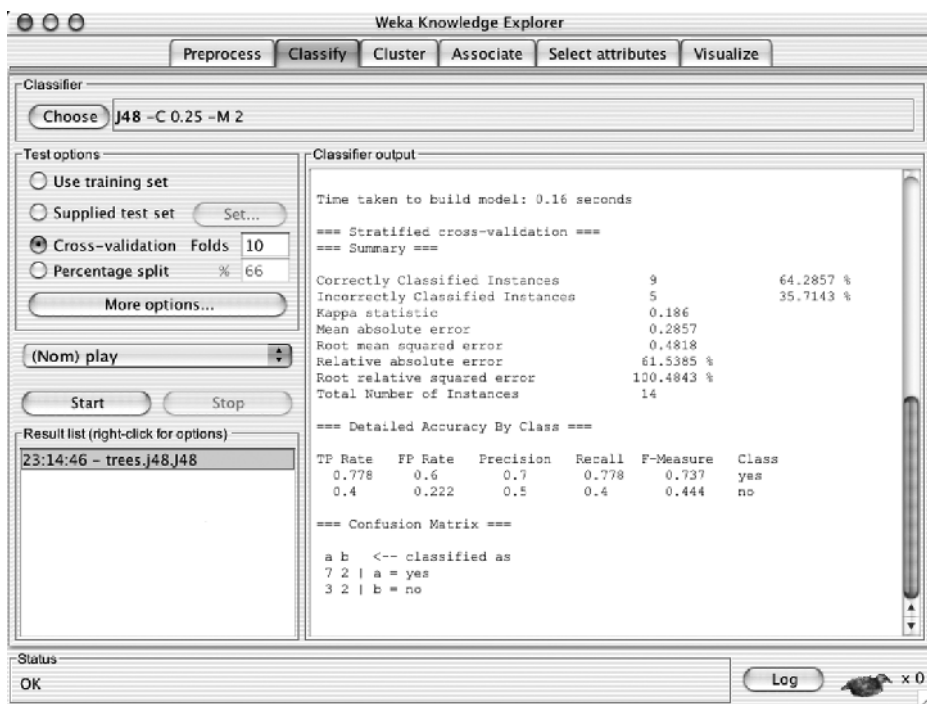 Weka Knowledge Explorer
Preprocess Classify Cluster Associate Select attributes Visualize
Classifier
Choose J48 -C 0.25 -M 2
Test options
Use training set
Supplied test set Set...
Cross-validation Folds 10
Percentage split % 66
More options...
(Nom) play
Start Stop
Result list (right-click for options)
23:14:46 - trees.j48.J48
Classifier output
Time taken to build model: 0.16 seconds
=== Stratified cross-validation ===
=== Summary ===
Correctly Classified Instances 9 64.2857 %
Incorrectly Classified Instances 5 35.7143 %
Kappa statistic 0.186
Mean absolute error 0.2857
Root mean squared error 0.4818
Relative absolute error 61.5385 %
Root relative squared error 100.4843 %
Total Number of Instances 14
=== Detailed Accuracy By Class ===
TP Rate FP Rate Precision Recall F-Measure Class
0.778 0.6 0.7 0.778 0.737 yes
0.4 0.222 0.5 0.4 0.444 no
=== Confusion Matrix ===
a b <-- classified as
7 2 | a = yes
3 2 | b = no
Status
OK
Log x 0